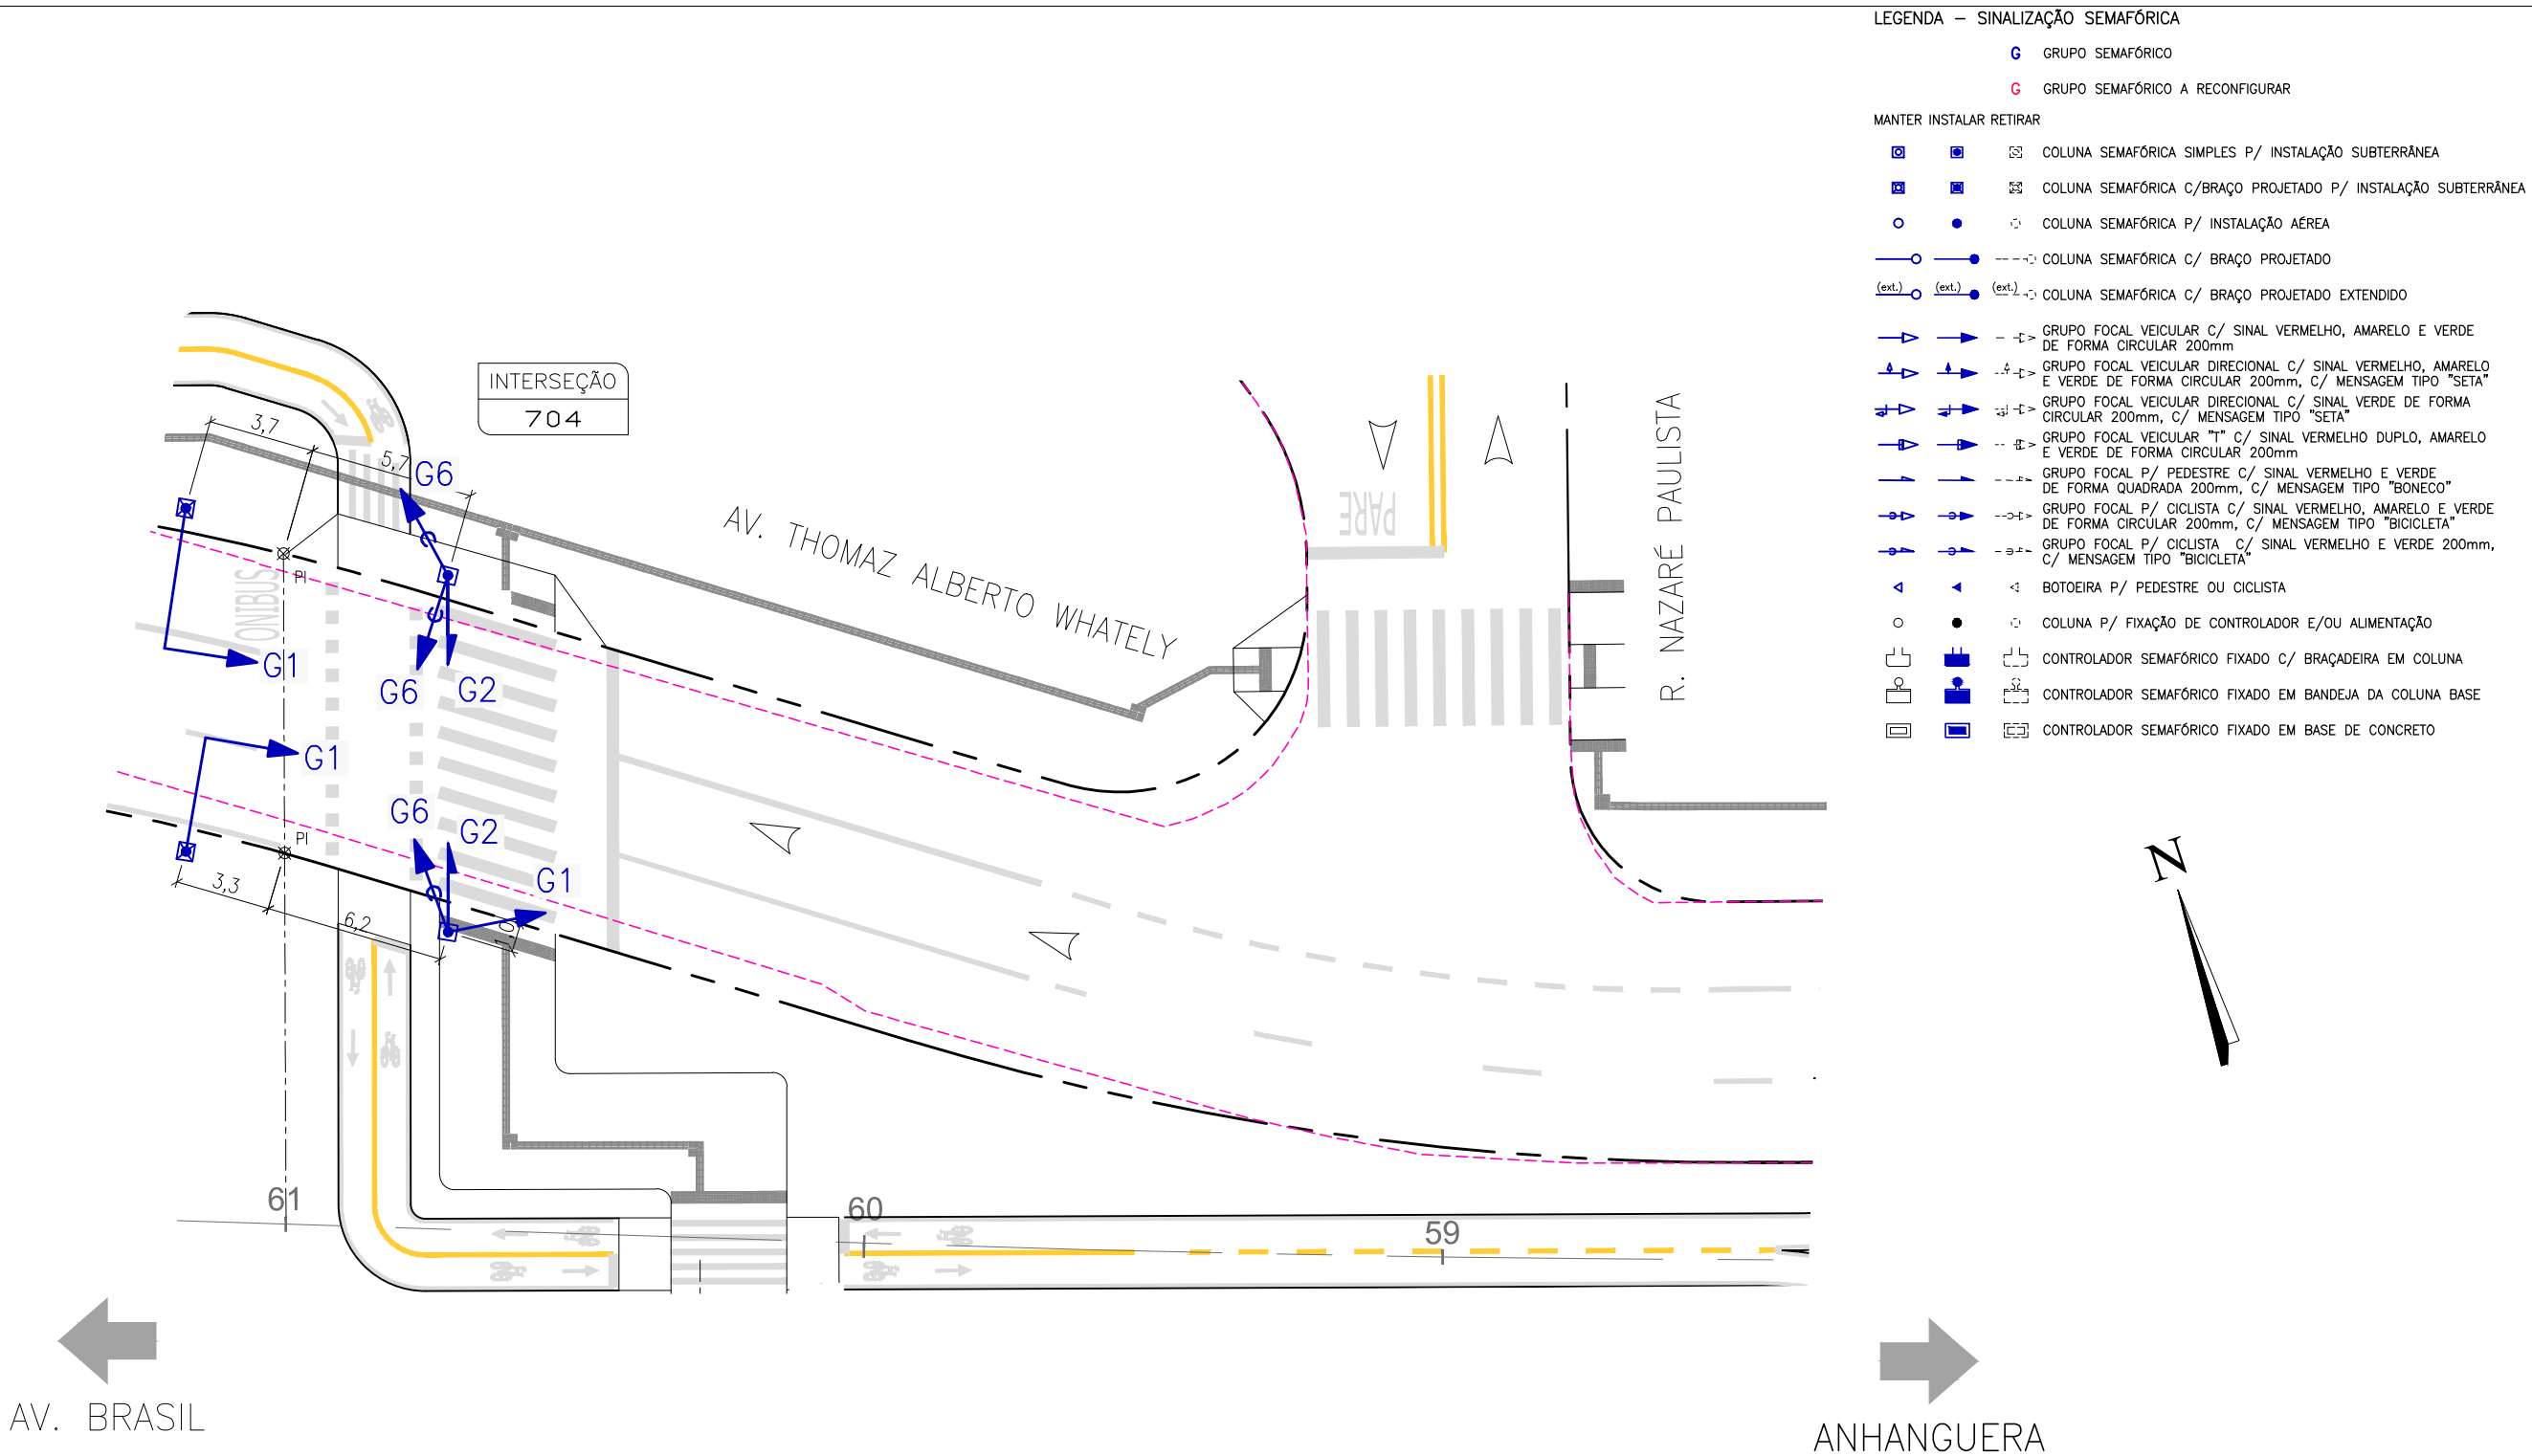 LEGENDA – SINALIZAÇÃO SEMAFÓRICA
G GRUPO SEMAFÓRICO
G GRUPO SEMAFÓRICO A RECONFIGURAR
MANTER INSTALAR RETIRAR
COLUNA SEMAFÓRICA SIMPLES P/ INSTALAÇÃO SUBTERRÂNEA
COLUNA SEMAFÓRICA C/BRAÇO PROJETADO P/ INSTALAÇÃO SUBTERRÂNEA
COLUNA SEMAFÓRICA P/ INSTALAÇÃO AÉREA
COLUNA SEMAFÓRICA C/ BRAÇO PROJETADO
(ext.) (ext.) (ext.) COLUNA SEMAFÓRICA C/ BRAÇO PROJETADO EXTENDIDO
GRUPO FOCAL VEICULAR C/ SINAL VERMELHO, AMARELO E VERDE
DE FORMA CIRCULAR 200mm
GRUPO FOCAL VEICULAR DIRECIONAL C/ SINAL VERMELHO, AMARELO
E VERDE DE FORMA CIRCULAR 200mm, C/ MENSAGEM TIPO "SETA"
GRUPO FOCAL VEICULAR DIRECIONAL C/ SINAL VERDE DE FORMA
CIRCULAR 200mm, C/ MENSAGEM TIPO "SETA"
GRUPO FOCAL VEICULAR "T" C/ SINAL VERMELHO DUPLO, AMARELO
E VERDE DE FORMA CIRCULAR 200mm
GRUPO FOCAL P/ PEDESTRE C/ SINAL VERMELHO E VERDE
DE FORMA QUADRADA 200mm, C/ MENSAGEM TIPO "BONECO"
GRUPO FOCAL P/ CICLISTA C/ SINAL VERMELHO, AMARELO E VERDE
DE FORMA CIRCULAR 200mm, C/ MENSAGEM TIPO "BICICLETA"
GRUPO FOCAL P/ CICLISTA C/ SINAL VERMELHO E VERDE 200mm,
C/ MENSAGEM TIPO "BICICLETA"
BOTOEIRA P/ PEDESTRE OU CICLISTA
COLUNA P/ FIXAÇÃO DE CONTROLADOR E/OU ALIMENTAÇÃO
CONTROLADOR SEMAFÓRICO FIXADO C/ BRAÇADEIRA EM COLUNA
CONTROLADOR SEMAFÓRICO FIXADO EM BANDEJA DA COLUNA BASE
CONTROLADOR SEMAFÓRICO FIXADO EM BASE DE CONCRETO
INTERSEÇÃO
704
3,7
5,7
G6
AV. THOMAZ ALBERTO WHATELY
R. NAZARÉ PAULISTA
PARE
PI
ONIBUS
G1
G6
G2
G1
G6
G2
PI
G1
3,3
6,2
61
60
59
N
AV. BRASIL
ANHANGUERA